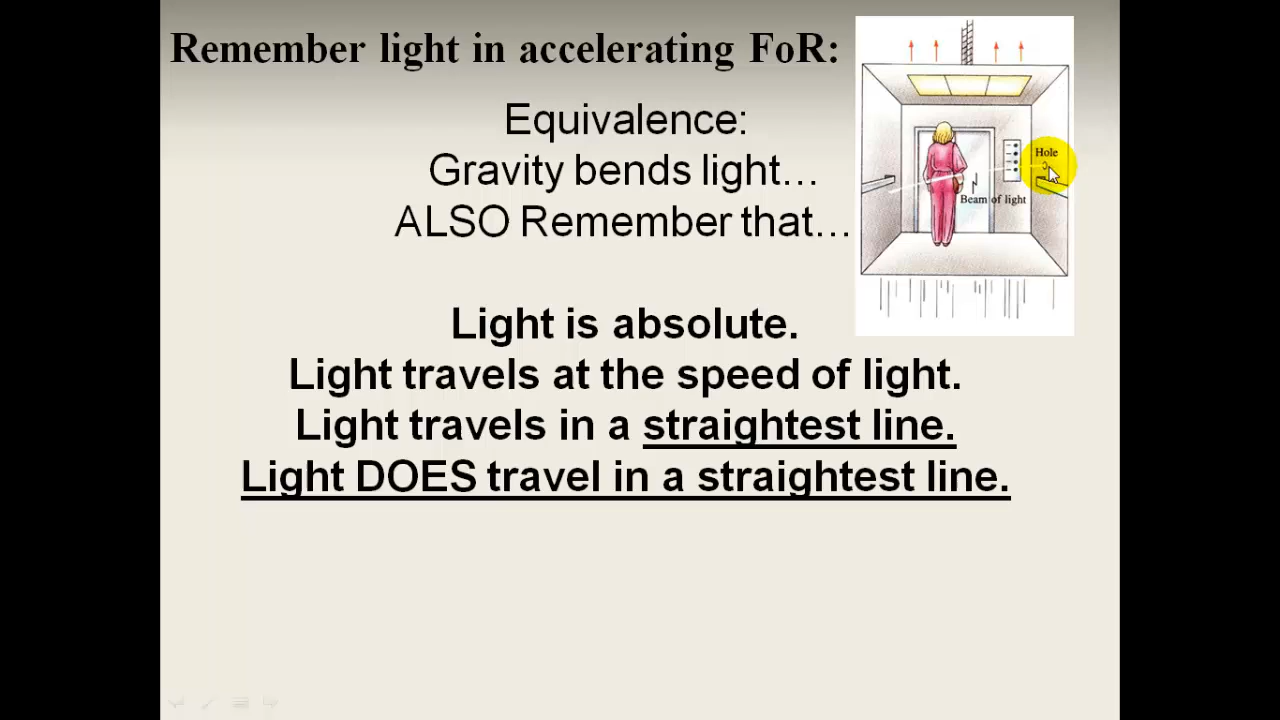 Remember light in accelerating FoR:
Equivalence:
Gravity bends light...
ALSO Remember that...
Hole
Beam of light
Light is absolute.
Light travels at the speed of light.
Light travels in a straightest line.
Light DOES travel in a straightest line.